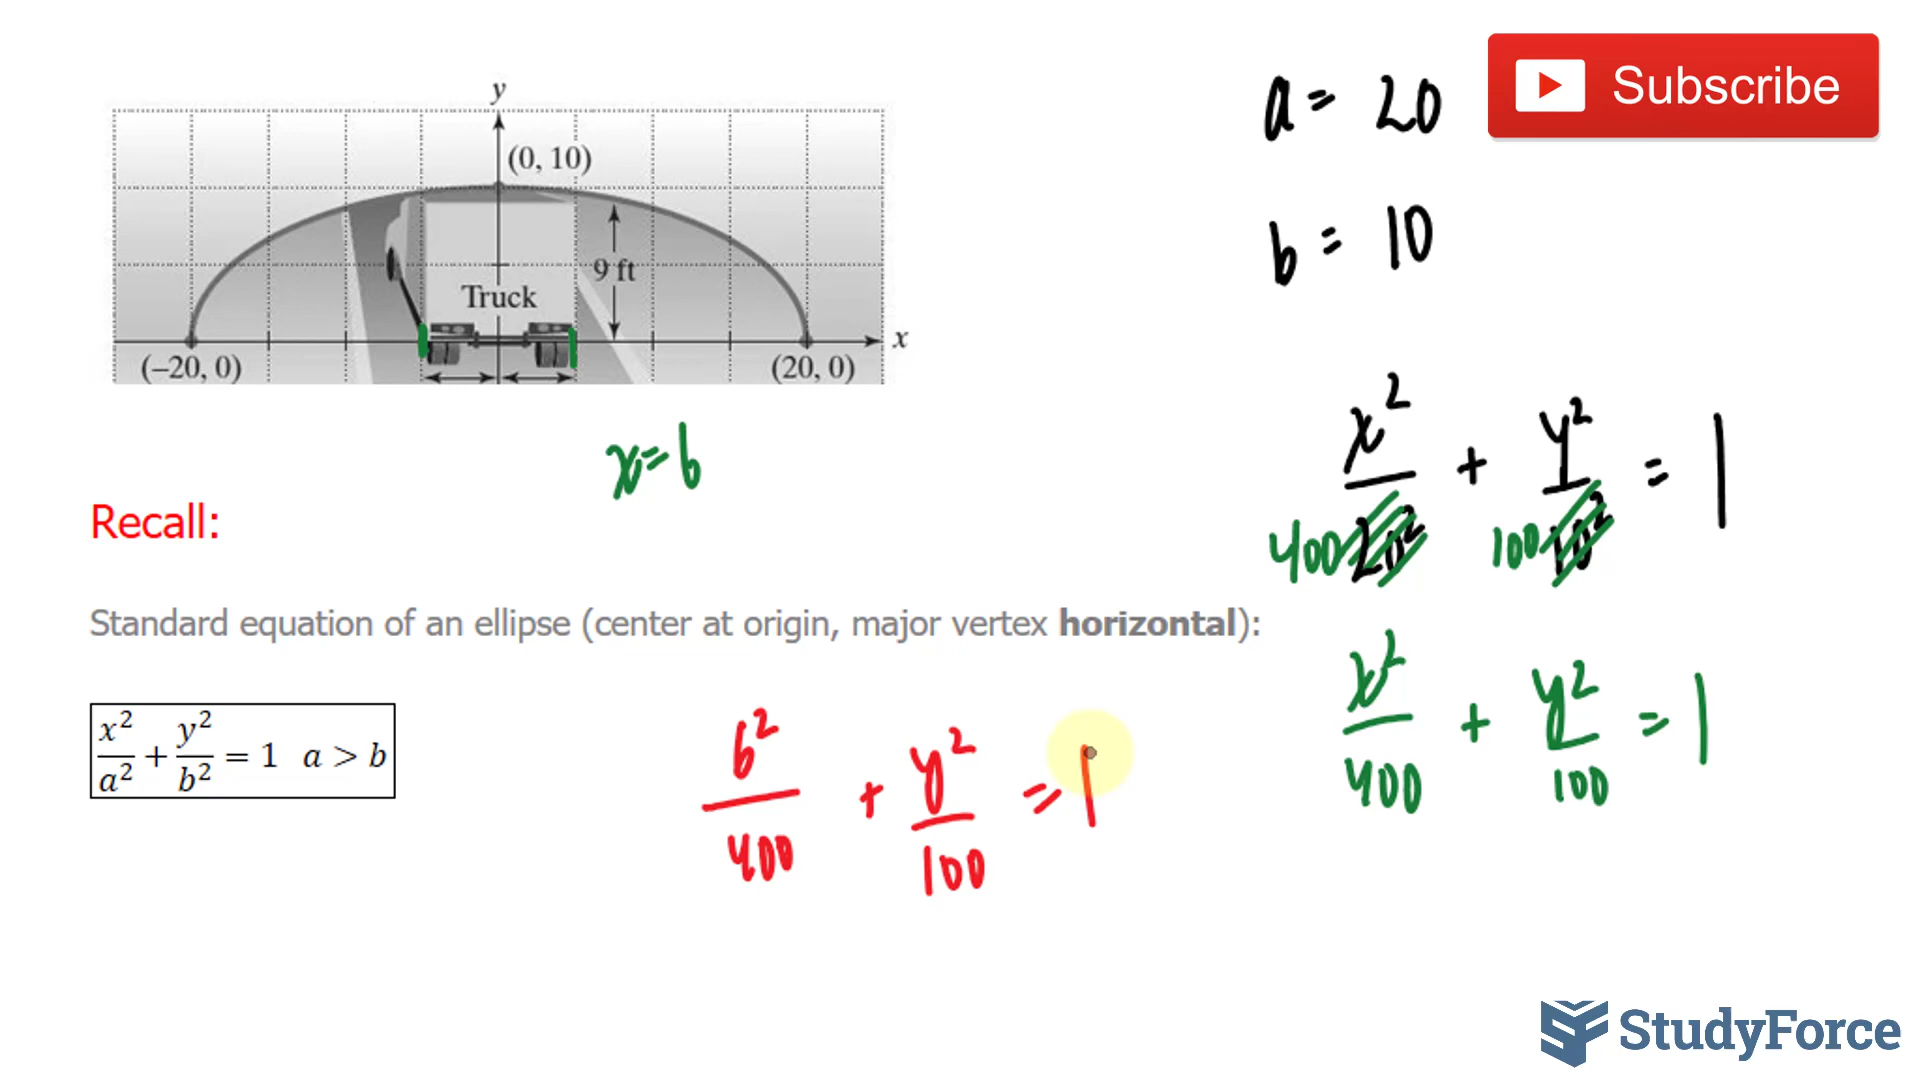 y
(0, 10)
9 ft
Truck
x
(–20, 0)
(20, 0)
x = 6
Recall:
Standard equation of an ellipse (center at origin, major vertex horizontal):
x²/a² + y²/b² = 1 a > b
6²/400 + y²/100 = 1
Subscribe
a = 20
b = 10
x²/20² + y²/10² = 1
400 100
x²/400 + y²/100 = 1
StudyForce